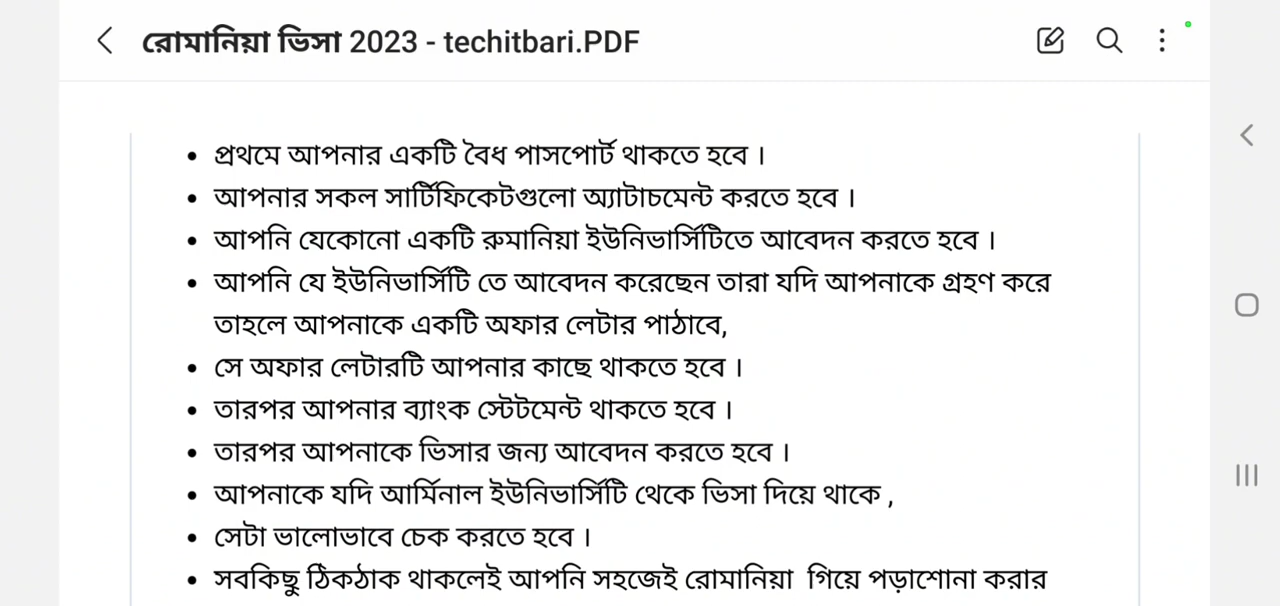 রোমানিয়া ভিসা 2023 - techitbari.PDF
• প্রথমে আপনার একটি বৈধ পাসপোর্ট থাকতে হবে ।
• আপনার সকল সার্টিফিকেটগুলো অ্যাটাচমেন্ট করতে হবে ।
• আপনি যেকোনো একটি রুমানিয়া ইউনিভার্সিটিতে আবেদন করতে হবে ।
• আপনি যে ইউনিভার্সিটি তে আবেদন করেছেন তারা যদি আপনাকে গ্রহণ করে
তাহলে আপনাকে একটি অফার লেটার পাঠাবে,
• সে অফার লেটারটি আপনার কাছে থাকতে হবে ।
• তারপর আপনার ব্যাংক স্টেটমেন্ট থাকতে হবে ।
• তারপর আপনাকে ভিসার জন্য আবেদন করতে হবে ।
• আপনাকে যদি আর্মিনাল ইউনিভার্সিটি থেকে ভিসা দিয়ে থাকে ,
• সেটা ভালোভাবে চেক করতে হবে ।
• সবকিছু ঠিকঠাক থাকলেই আপনি সহজেই রোমানিয়া গিয়ে পড়াশোনা করার